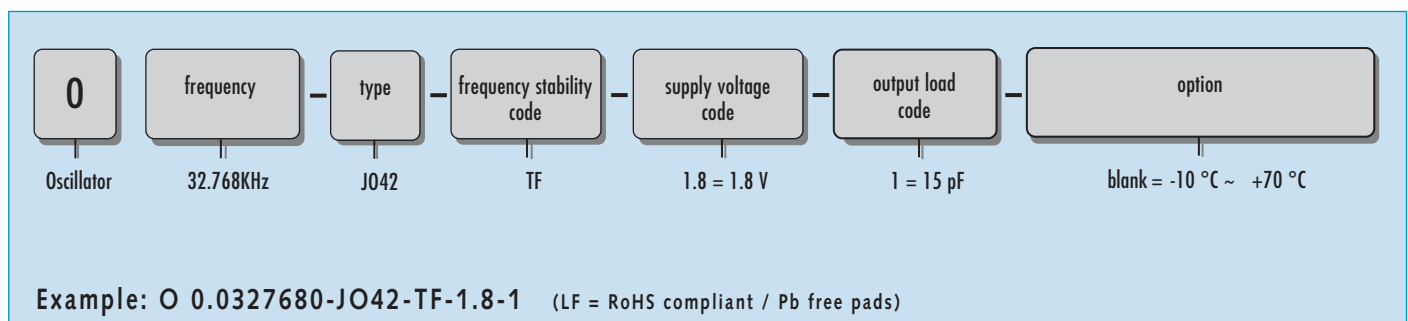 O frequency – type – frequency stability code – supply voltage code – output load code – option
Oscillator 32.768KHz JO42 TF 1.8 = 1.8 V 1 = 15 pF blank = -10 °C ~ +70 °C
Example: O 0.0327680-JO42-TF-1.8-1 (LF = RoHS compliant / Pb free pads)